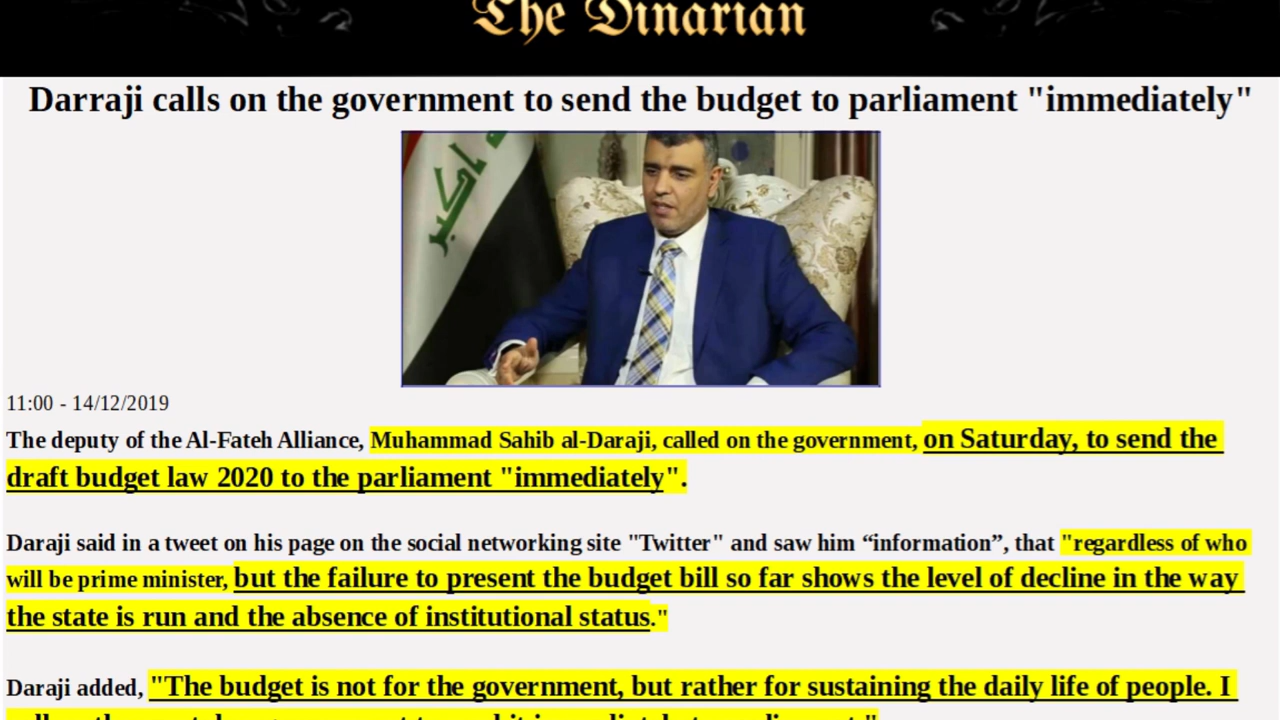 The Dinarian
Darraji calls on the government to send the budget to parliament "immediately"
اكبر
11:00 - 14/12/2019
The deputy of the Al-Fateh Alliance, Muhammad Sahib al-Daraji, called on the government, on Saturday, to send the
draft budget law 2020 to the parliament "immediately".
Daraji said in a tweet on his page on the social networking site "Twitter" and saw him “information”, that "regardless of who
will be prime minister, but the failure to present the budget bill so far shows the level of decline in the way
the state is run and the absence of institutional status."
Daraji added, "The budget is not for the government, but rather for sustaining the daily life of people. I